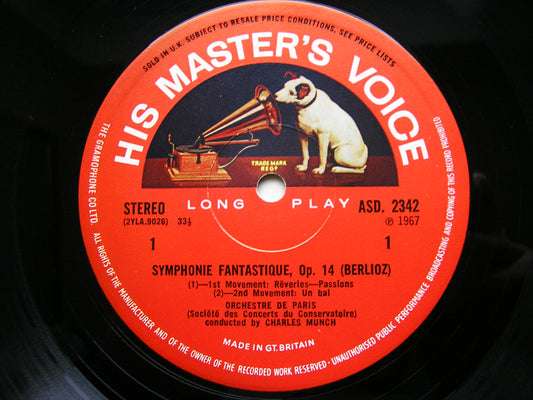 SOLD IN U.K. SUBJECT TO RESALE PRICE CONDITIONS, SEE PRICE LISTS
HIS MASTER'S VOICE
TRADE MARK
REGD
LONG PLAY
STEREO
(2YLA.9026) 33⅓
ASD. 2342
℗ 1967
1
1
SYMPHONIE FANTASTIQUE, Op. 14 (BERLIOZ)
(1)—1st Movement: Rêveries—Passions
(2)—2nd Movement: Un bal
ORCHESTRE DE PARIS
(Société des Concerts du Conservatoire)
conducted by CHARLES MUNCH
MADE IN GT. BRITAIN
THE GRAMOPHONE CO. LTD. ALL RIGHTS OF THE MANUFACTURER AND OF THE OWNER OF THE RECORDED WORK RESERVED · UNAUTHORISED PUBLIC PERFORMANCE BROADCASTING AND COPYING OF THIS RECORD PROHIBITED